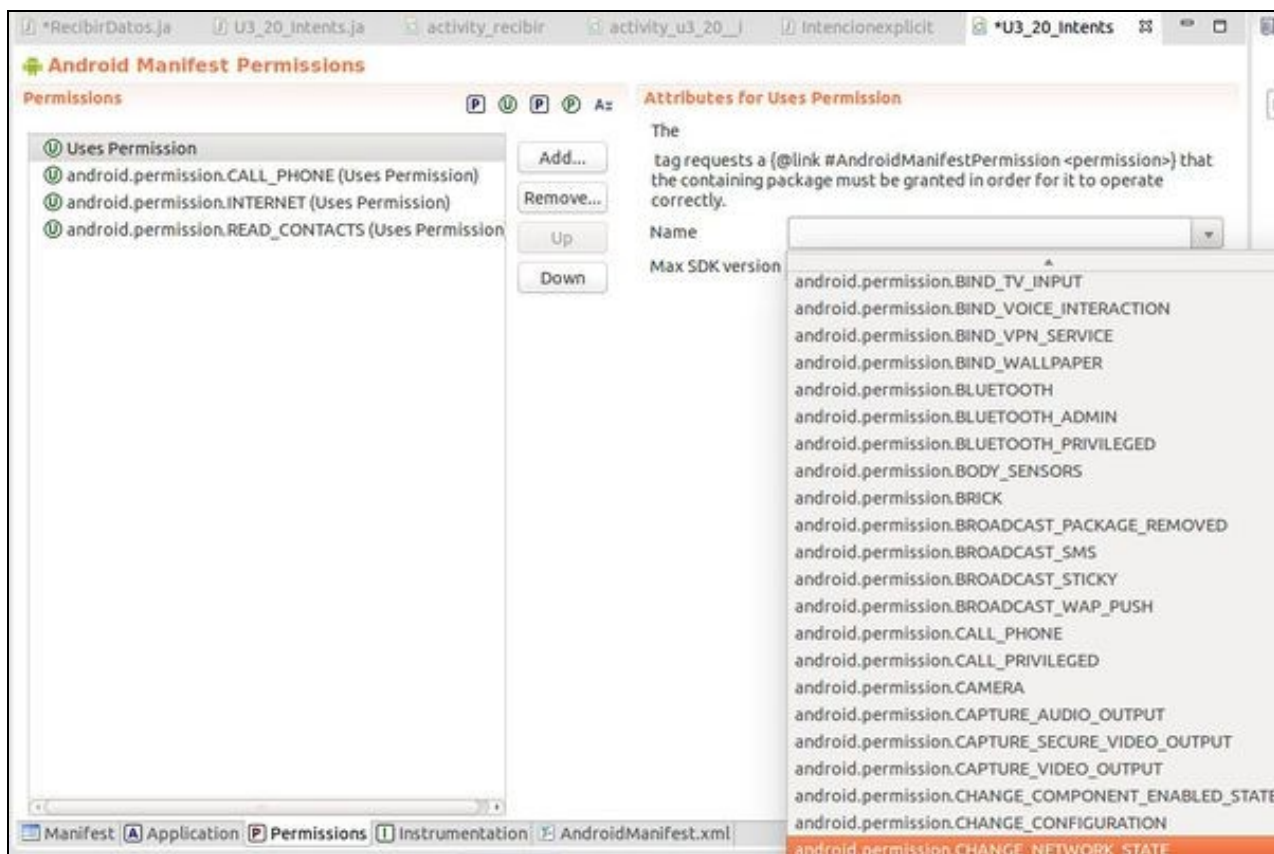 *RecibirDatos.ja U3_20_Intents.ja activity_recibir activity_u3_20__i Intencionexplicit *U3_20_Intents
Android Manifest Permissions
Permissions
P U P P Az
U Uses Permission
U android.permission.CALL_PHONE (Uses Permission)
U android.permission.INTERNET (Uses Permission)
U android.permission.READ_CONTACTS (Uses Permission
Add...
Remove...
Up
Down
Attributes for Uses Permission
The
tag requests a {@link #AndroidManifestPermission <permission>} that
the containing package must be granted in order for it to operate
correctly.
Name
Max SDK version
android.permission.BIND_TV_INPUT
android.permission.BIND_VOICE_INTERACTION
android.permission.BIND_VPN_SERVICE
android.permission.BIND_WALLPAPER
android.permission.BLUETOOTH
android.permission.BLUETOOTH_ADMIN
android.permission.BLUETOOTH_PRIVILEGED
android.permission.BODY_SENSORS
android.permission.BRICK
android.permission.BROADCAST_PACKAGE_REMOVED
android.permission.BROADCAST_SMS
android.permission.BROADCAST_STICKY
android.permission.BROADCAST_WAP_PUSH
android.permission.CALL_PHONE
android.permission.CALL_PRIVILEGED
android.permission.CAMERA
android.permission.CAPTURE_AUDIO_OUTPUT
android.permission.CAPTURE_SECURE_VIDEO_OUTPUT
android.permission.CAPTURE_VIDEO_OUTPUT
android.permission.CHANGE_COMPONENT_ENABLED_STATE
android.permission.CHANGE_CONFIGURATION
android.permission.CHANGE_NETWORK_STATE
Manifest A Application P Permissions I Instrumentation F AndroidManifest.xml